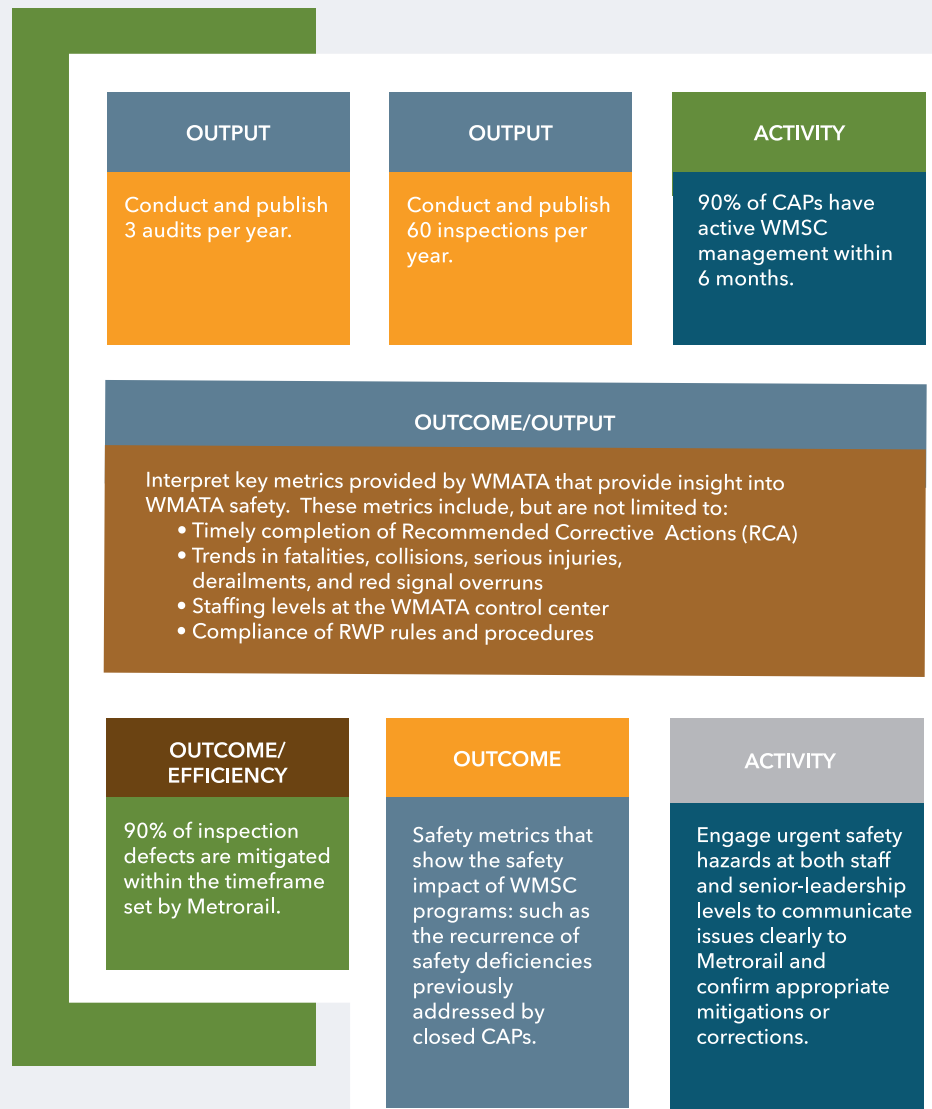 OUTPUT
Conduct and publish
3 audits per year.
OUTPUT
Conduct and publish
60 inspections per
year.
ACTIVITY
90% of CAPs have
active WMSC
management within
6 months.
OUTCOME/OUTPUT
Interpret key metrics provided by WMATA that provide insight into
WMATA safety.  These metrics include, but are not limited to:
• Timely completion of Recommended Corrective  Actions (RCA)
• Trends in fatalities, collisions, serious injuries,
derailments, and red signal overruns
• Staffing levels at the WMATA control center
• Compliance of RWP rules and procedures
OUTCOME/
EFFICIENCY
90% of inspection
defects are mitigated
within the timeframe
set by Metrorail.
OUTCOME
Safety metrics that
show the safety
impact of WMSC
programs: such as
the recurrence of
safety deficiencies
previously
addressed by
closed CAPs.
ACTIVITY
Engage urgent safety
hazards at both staff
and senior-leadership
levels to communicate
issues clearly to
Metrorail and
confirm appropriate
mitigations or
corrections.